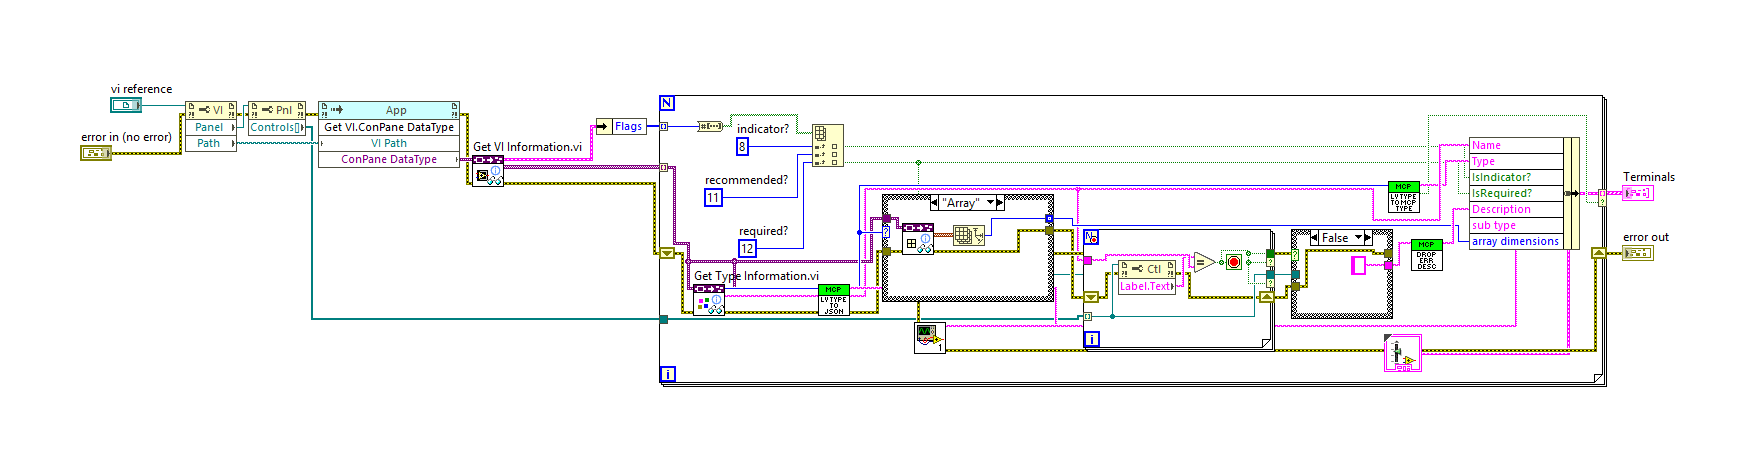 vi reference
error in (no error)
VI
Panel
Path
Pnl
Controls[]
App
Get VI.ConPane DataType
VI Path
ConPane DataType
Get VI Information.vi
Flags
N
indicator?
8
recommended?
11
required?
12
Get Type Information.vi
MCP
LVTYPE
TO
JSON
"Array"
1
N
Ctl
Label.Text
i
False
MCP
DROP
ERR
DESC
MCP
LVTYPE
TO MCP
TYPE
Name
Type
IsIndicator?
IsRequired?
Description
sub type
array dimensions
Terminals
error out
i